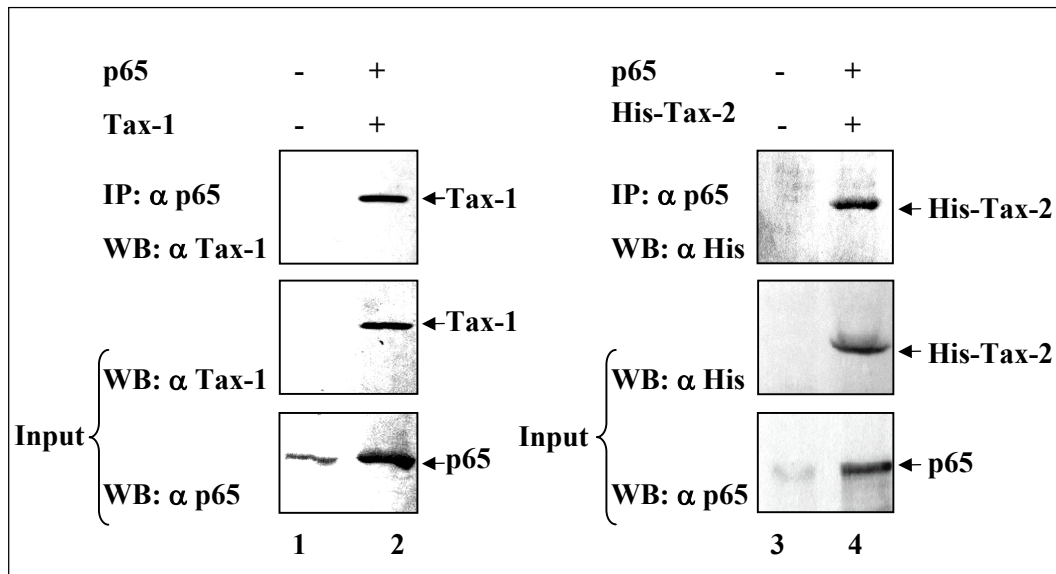 p65 - +
Tax-1 - +
IP: α p65
WB: α Tax-1
Tax-1
Tax-1
WB: α Tax-1
Input
p65
WB: α p65
1 2
p65 - +
His-Tax-2 - +
IP: α p65
WB: α His
His-Tax-2
His-Tax-2
WB: α His
Input
p65
WB: α p65
3 4